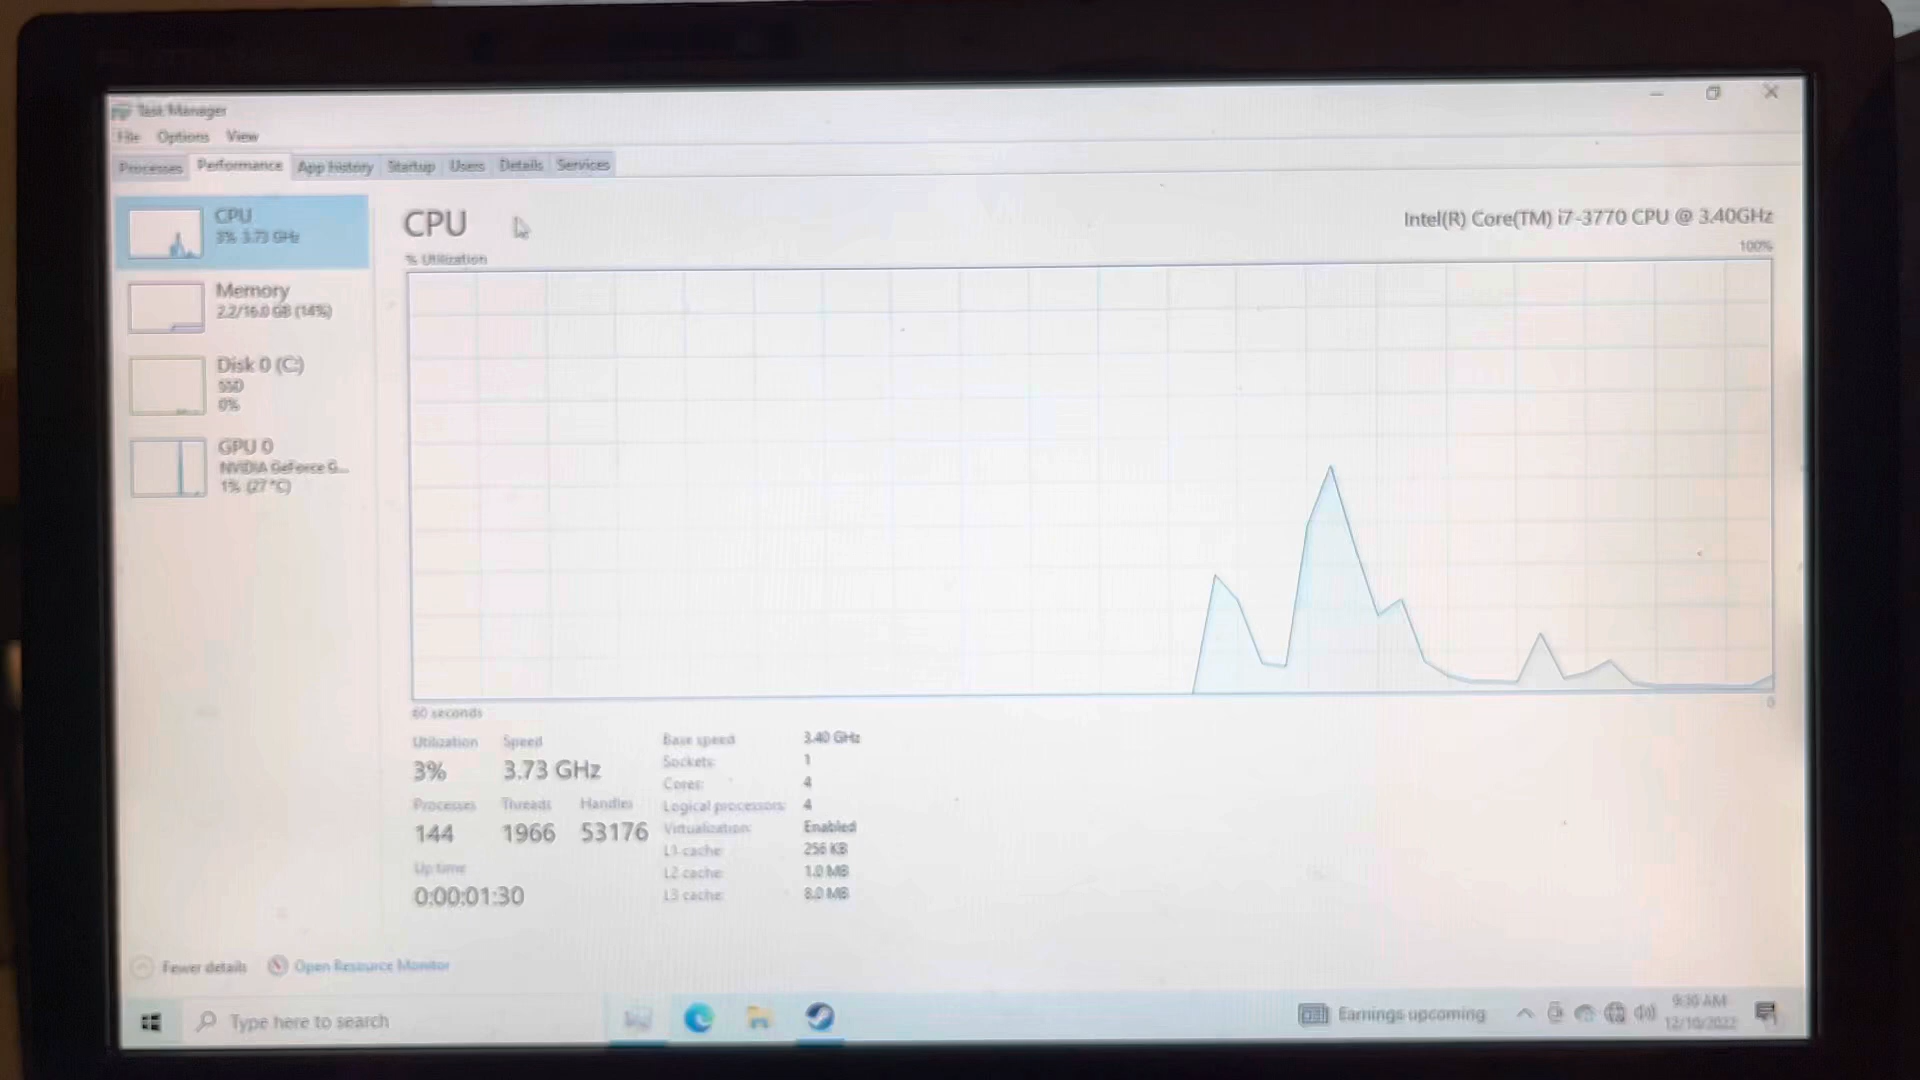 Task Manager
File Options View
Processes Performance App history Startup Users Details Services
CPU
3% 3.73 GHz
Memory
2.2/16.0 GB (14%)
Disk 0 (C:)
SSD
0%
GPU 0
NVIDIA GeForce G...
1% (27 °C)
CPU
Intel(R) Core(TM) i7-3770 CPU @ 3.40GHz
% Utilization
100%
60 seconds
0
Utilization Speed
3% 3.73 GHz
Processes Threads Handles
144 1966 53176
Up time
0:00:01:30
Base speed: 3.40 GHz
Sockets: 1
Cores: 4
Logical processors: 4
Virtualization: Enabled
L1 cache: 256 KB
L2 cache: 1.0 MB
L3 cache: 8.0 MB
Fewer details Open Resource Monitor
Type here to search
Earnings upcoming
9:30 AM
12/10/2022